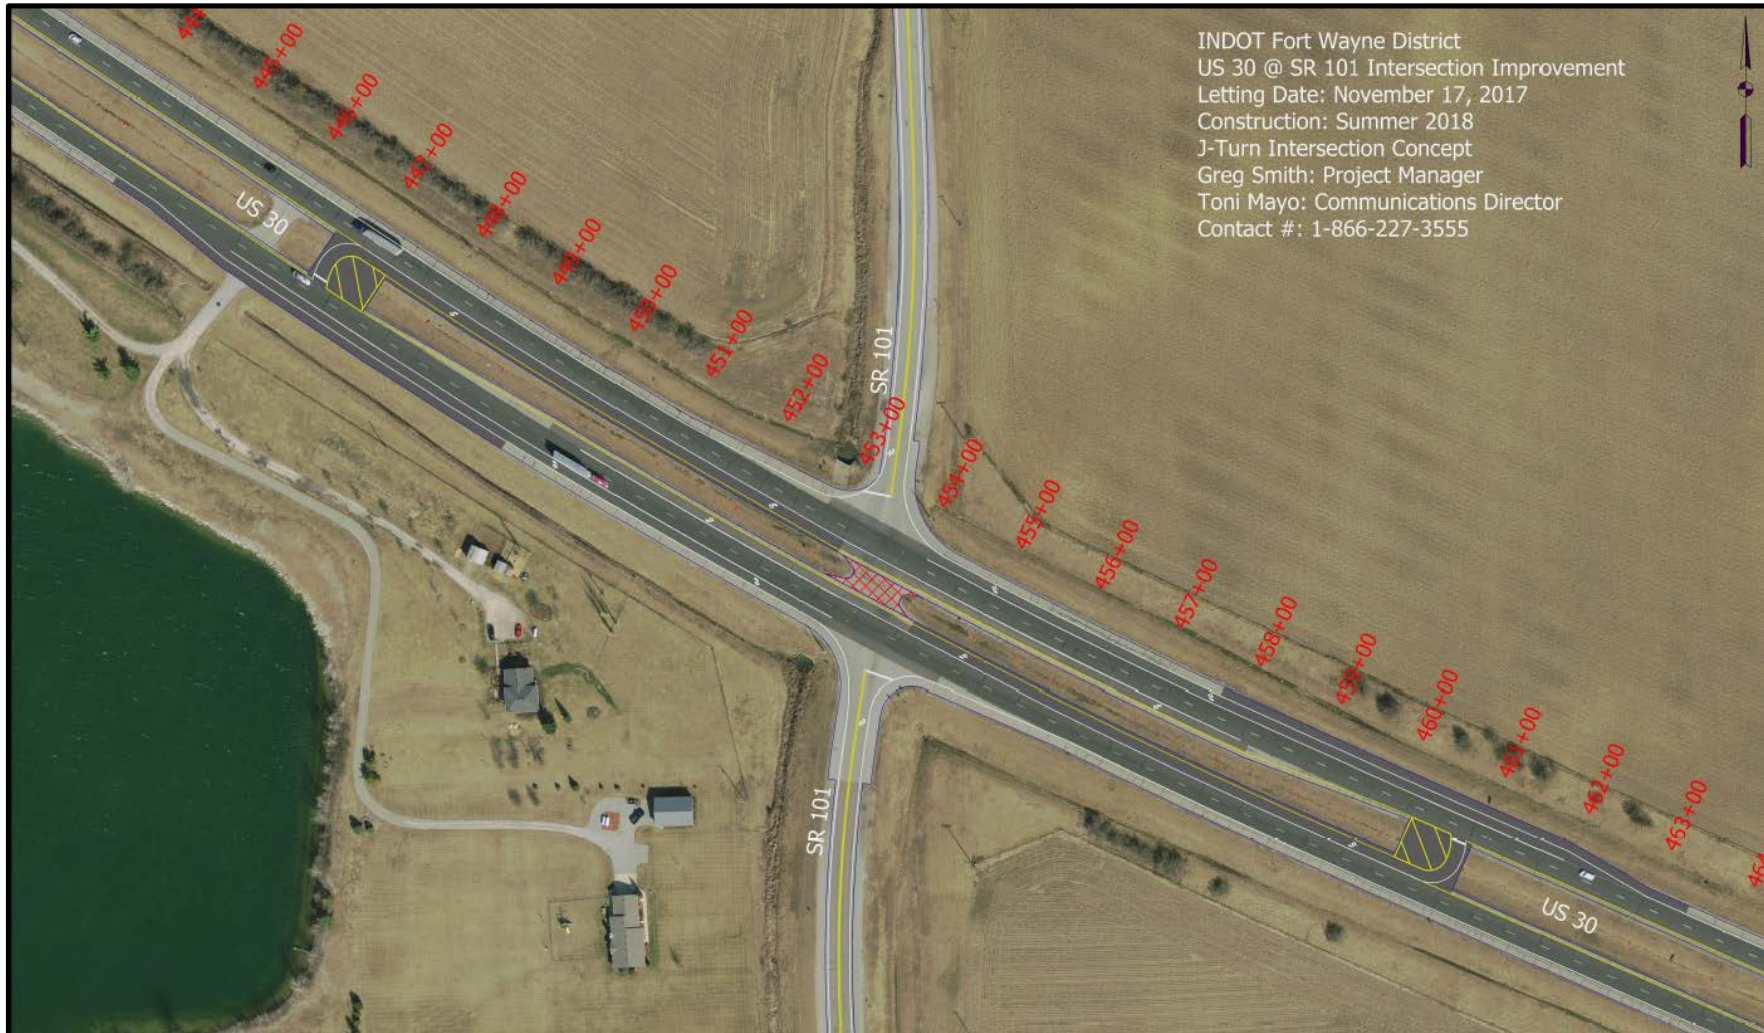 INDOT Fort Wayne District
US 30 @ SR 101 Intersection Improvement
Letting Date: November 17, 2017
Construction: Summer 2018
J-Turn Intersection Concept
Greg Smith: Project Manager
Toni Mayo: Communications Director
Contact #: 1-866-227-3555
445+00
446+00
447+00
448+00
449+00
450+00
451+00
452+00
453+00
454+00
455+00
456+00
457+00
458+00
459+00
460+00
461+00
462+00
463+00
US 30
SR 101
SR 101
US 30